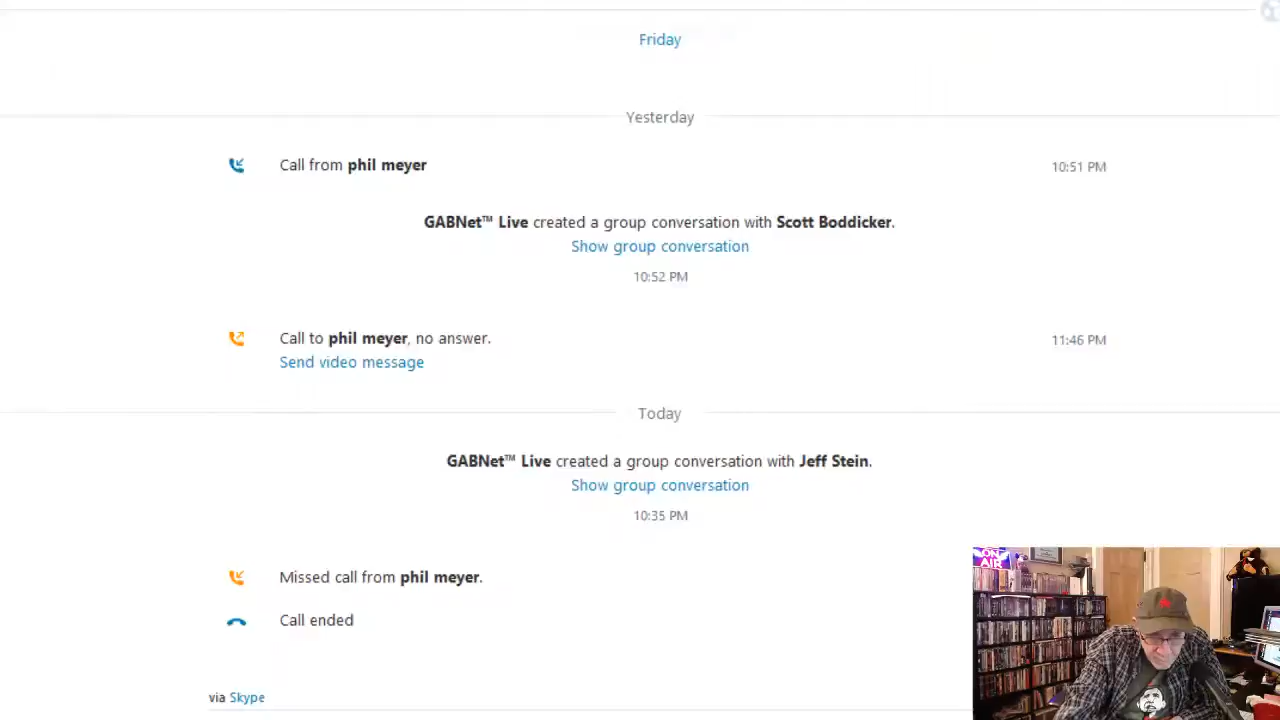 Friday
Yesterday
Call from phil meyer
10:51 PM
GABNet™ Live created a group conversation with Scott Boddicker.
Show group conversation
10:52 PM
Call to phil meyer, no answer.
11:46 PM
Send video message
Today
GABNet™ Live created a group conversation with Jeff Stein.
Show group conversation
10:35 PM
Missed call from phil meyer.
Call ended
via Skype
ON
AIR